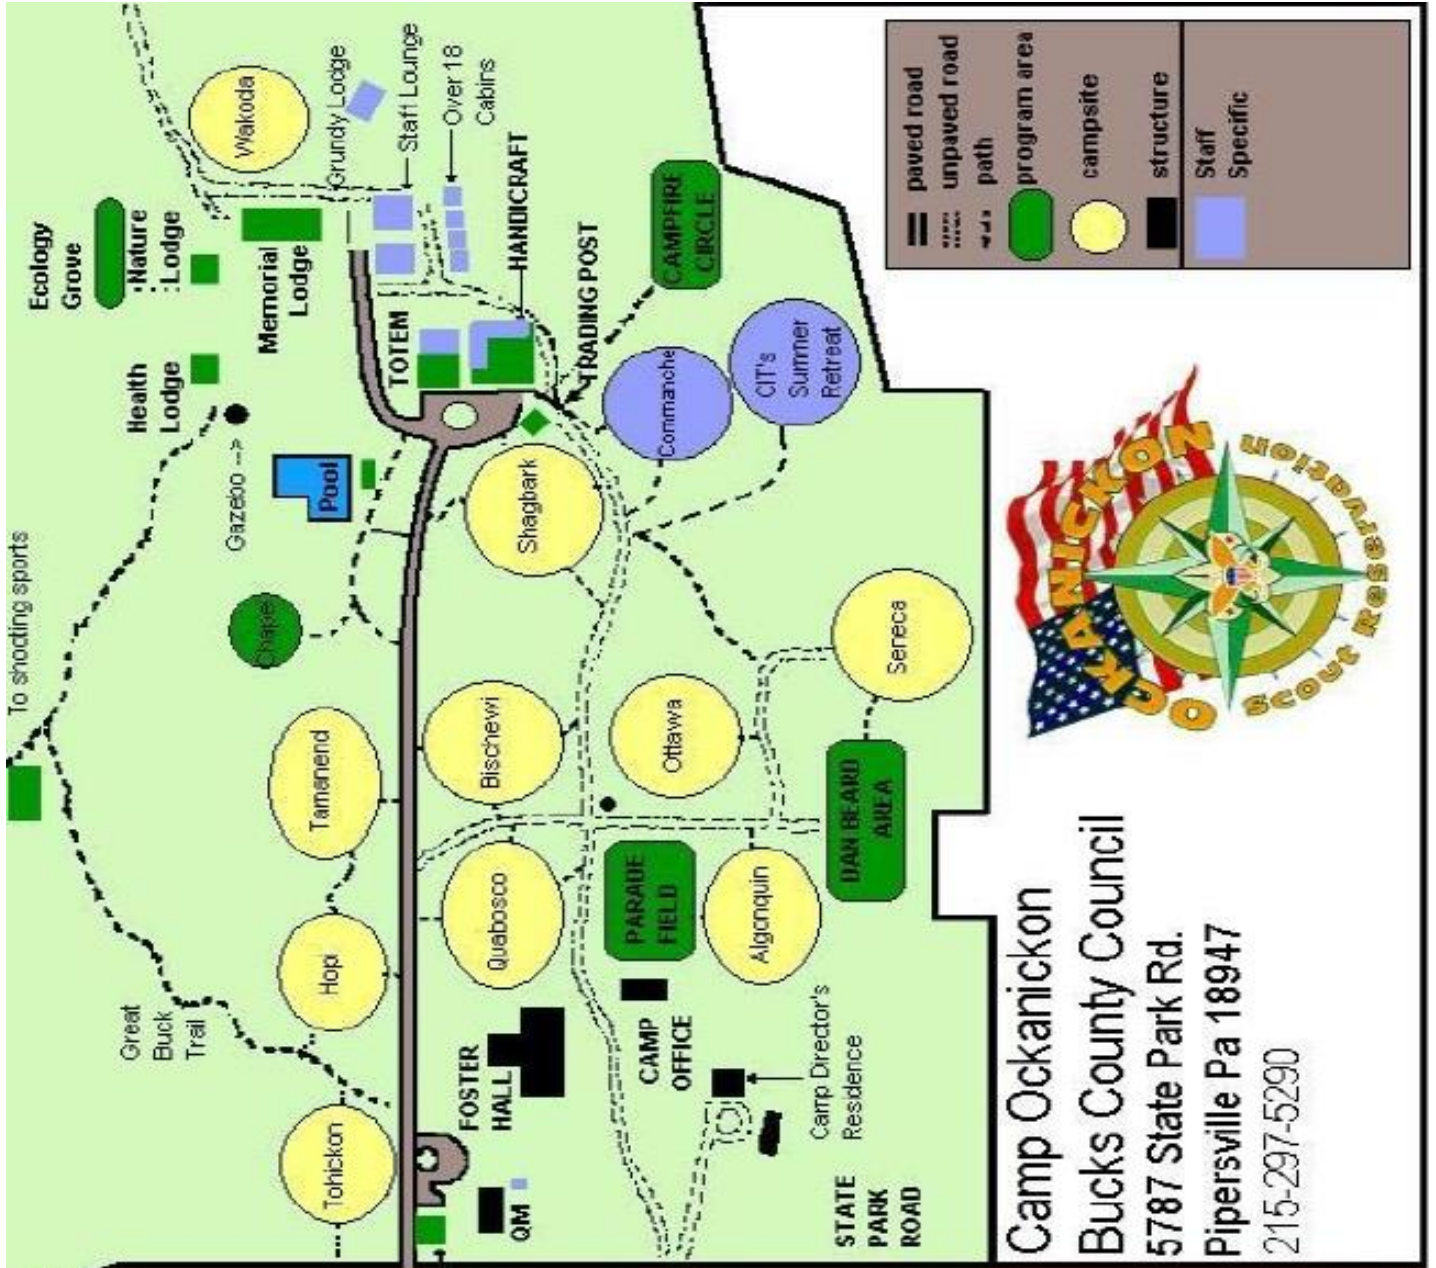 To shooting sports
Great
Buck
Trail
Gazebo -->
Health
Lodge
Ecology
Grove
Nature
Lodge
Memorial
Lodge
Wakoda
Grundy Lodge
Staff Lounge
Over 18
Cabins
HANDICRAFT
TOTEM
TRADING POST
CAMPFIRE
CIRCLE
Pool
Chapel
Tohickon
Hopi
Tamanend
Quabosco
Bischewi
Shagbark
Commanche
CIT's
Summer
Retreat
Ottawa
Seneca
Algonquin
PARADE
FIELD
DAN BEARD
AREA
FOSTER
HALL
QM
CAMP
OFFICE
Camp Director's
Residence
STATE
PARK
ROAD
paved road
unpaved road
path
program area
campsite
structure
Staff
Specific
OCKANICKON
Scout Reservation
Camp Ockanickon
Bucks County Council
5787 State Park Rd.
Pipersville Pa 18947
215-297-5290